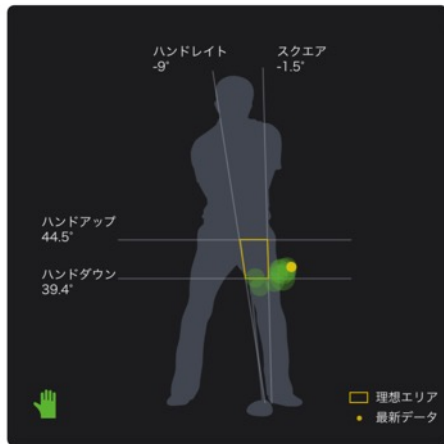 ハンドレイト
-9°
スクエア
-1.5°
ハンドアップ
44.5°
ハンドダウン
39.4°
理想エリア
最新データ